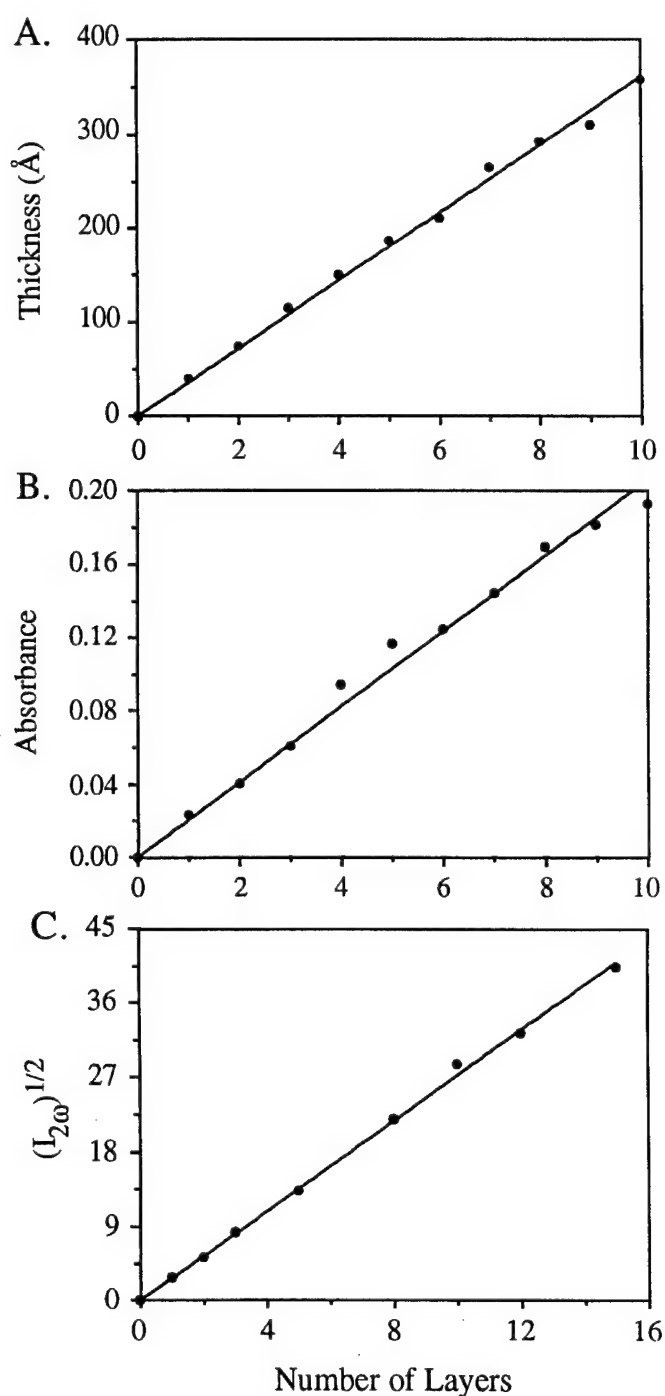 A.
400
300
200
100
0
Thickness (Å)
0 2 4 6 8 10
B.
0.20
0.16
0.12
0.08
0.04
0.00
Absorbance
0 2 4 6 8 10
C.
45
36
27
18
9
0
(I2ω)1/2
0 4 8 12 16
Number of Layers